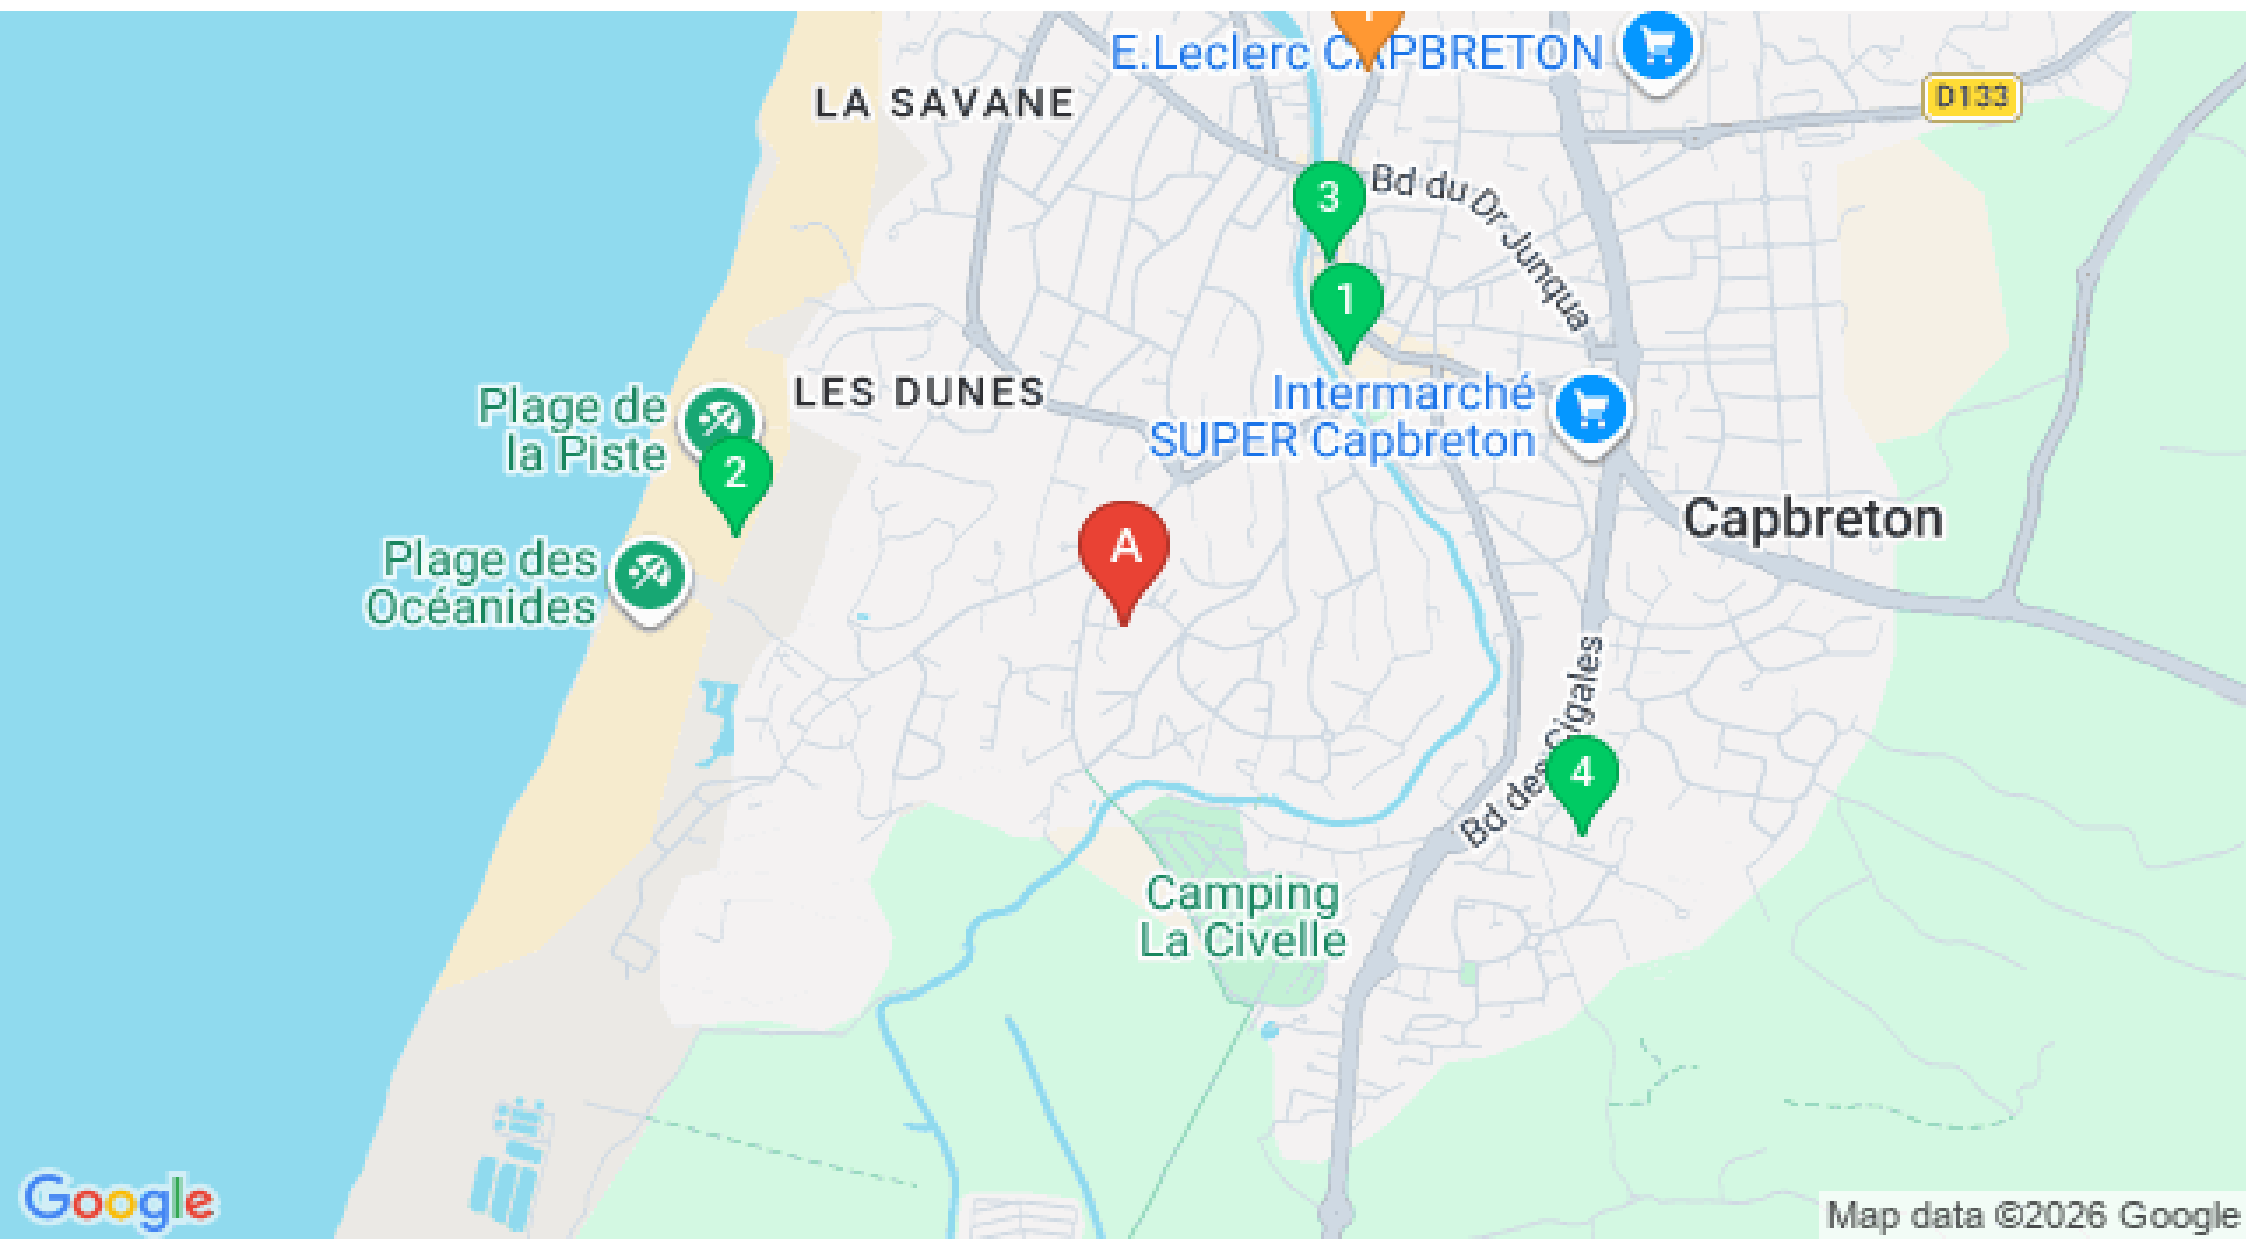 E.Leclerc CAPBRETON
LA SAVANE
D133
Bd du Dr Junqua
3
1
Plage de
la Piste
LES DUNES
Intermarché
SUPER Capbreton
2
Capbreton
A
Plage des
Océanides
Bd des Cigales
4
Camping
La Civelle
Google
Map data ©2026 Google